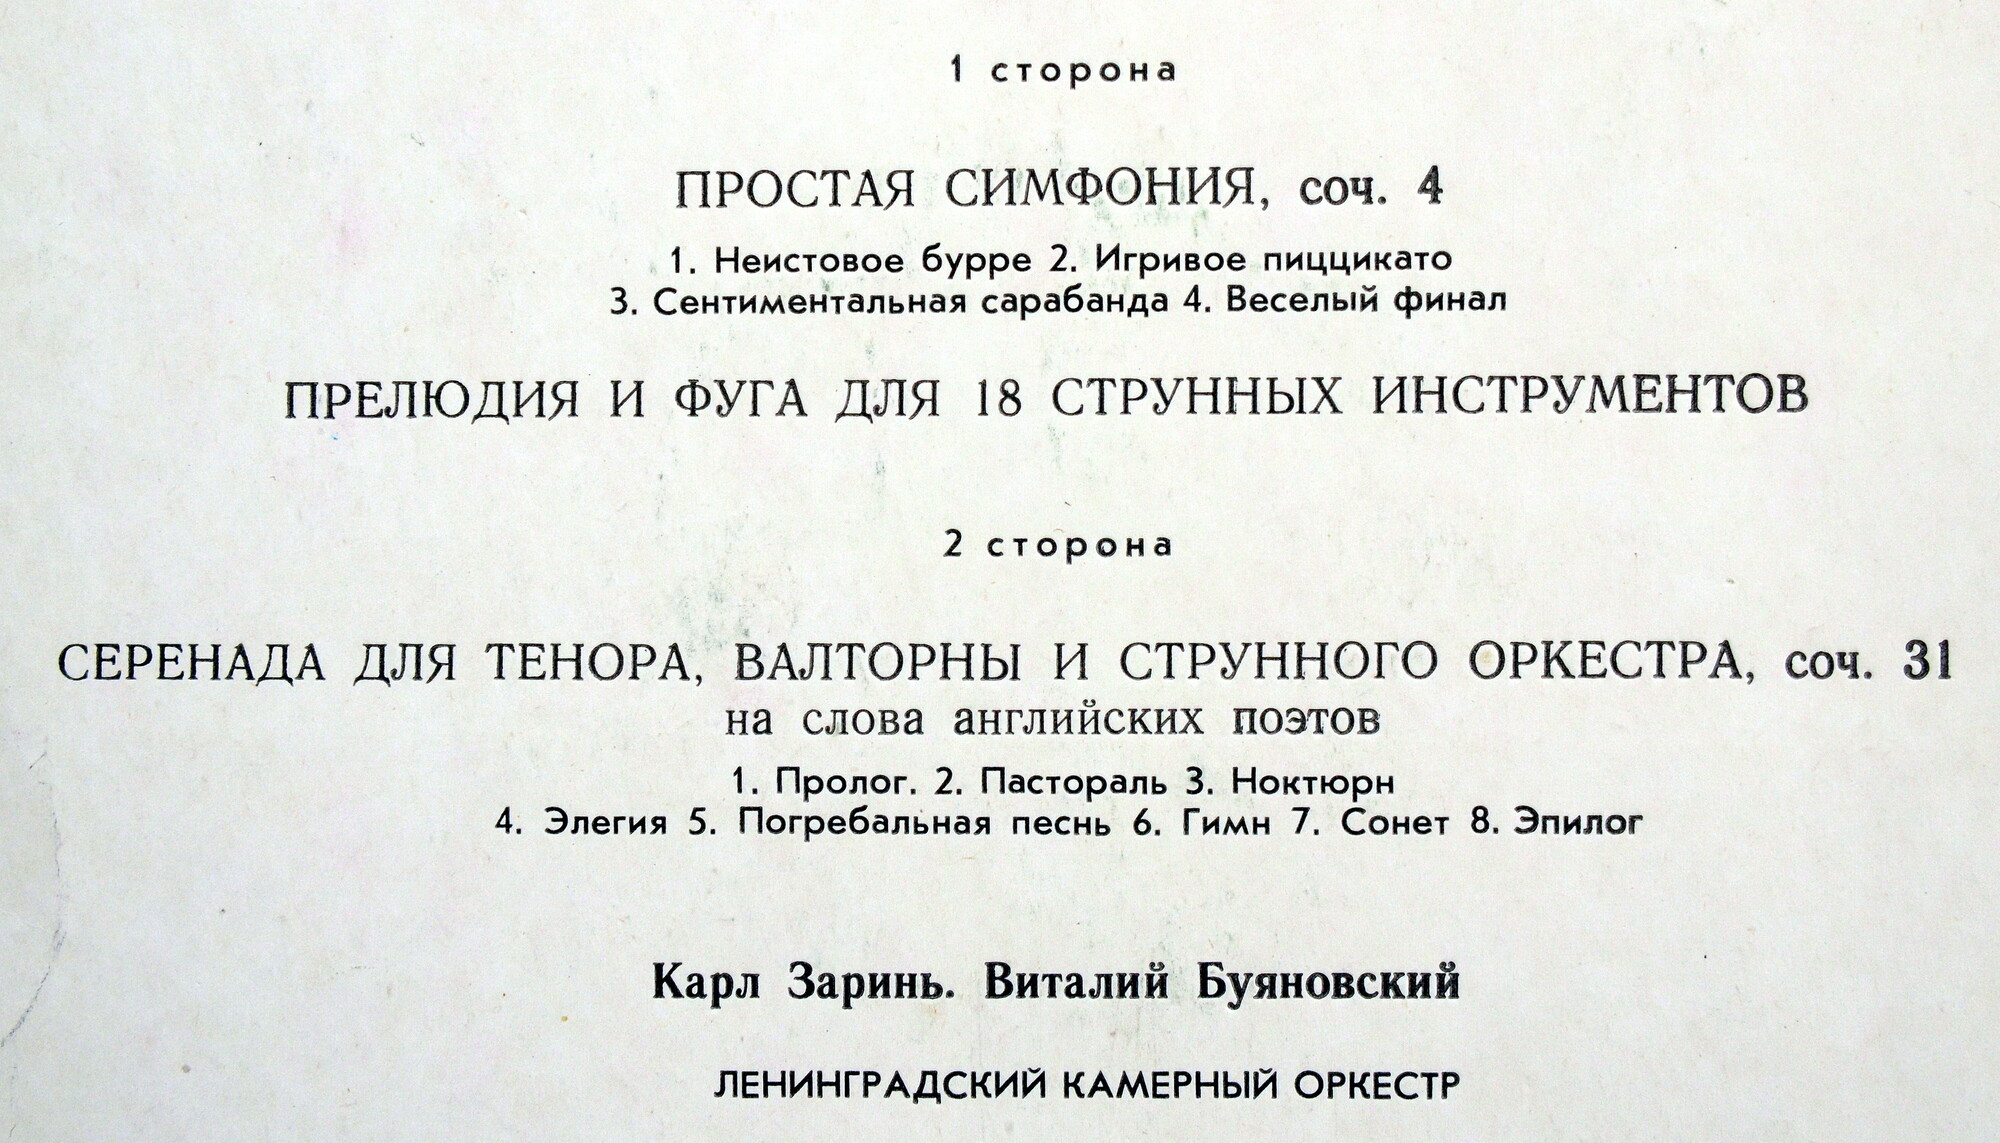 1 сторона
ПРОСТАЯ СИМФОНИЯ, соч. 4
1. Неистовое бурре 2. Игривое пиццикато
3. Сентиментальная сарабанда 4. Веселый финал
ПРЕЛЮДИЯ И ФУГА ДЛЯ 18 СТРУННЫХ ИНСТРУМЕНТОВ
2 сторона
СЕРЕНАДА ДЛЯ ТЕНОРА, ВАЛТОРНЫ И СТРУННОГО ОРКЕСТРА, соч. 31
на слова английских поэтов
1. Пролог. 2. Пастораль 3. Ноктюрн
4. Элегия 5. Погребальная песнь 6. Гимн 7. Сонет 8. Эпилог
Карл Заринь. Виталий Буяновский
ЛЕНИНГРАДСКИЙ КАМЕРНЫЙ ОРКЕСТР